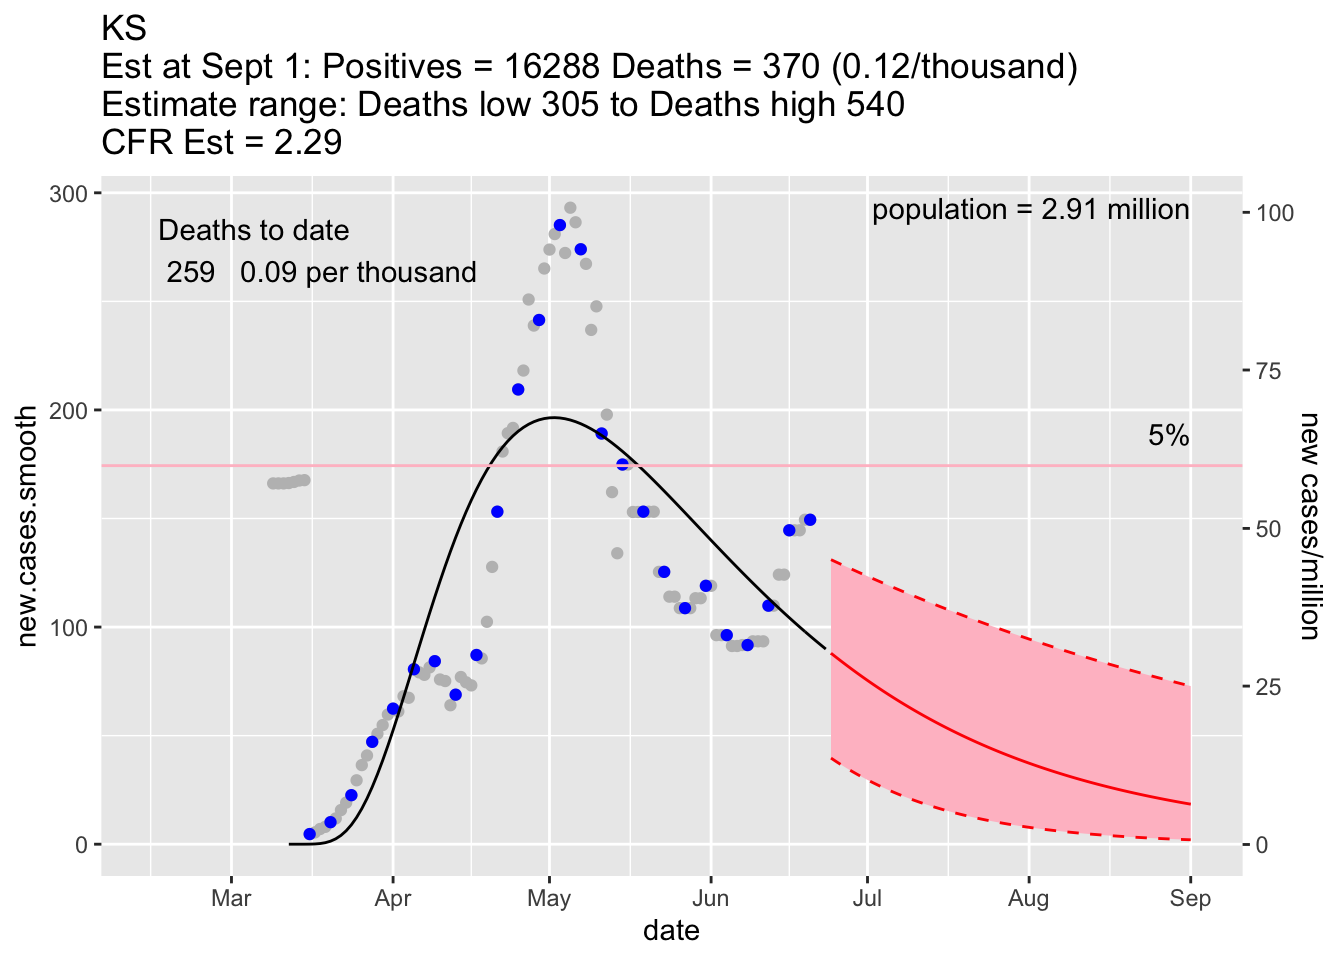 KS
Est at Sept 1: Positives = 16288 Deaths = 370 (0.12/thousand)
Estimate range: Deaths low 305 to Deaths high 540
CFR Est = 2.29
300
200
100
0
new.cases.smooth
Deaths to date
259 0.09 per thousand
population = 2.91 million
5%
100
75
50
25
0
new cases/million
Mar Apr May Jun Jul Aug Sep
date